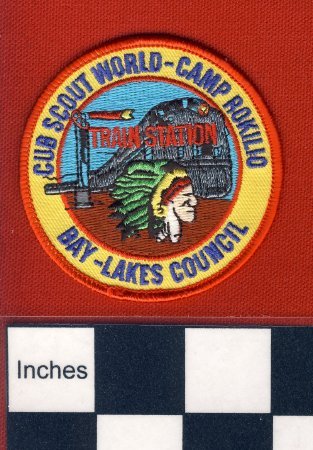 CUB SCOUT WORLD-CAMP ROKILIO
TRAIN STATION
BAY-LAKES COUNCIL
Inches